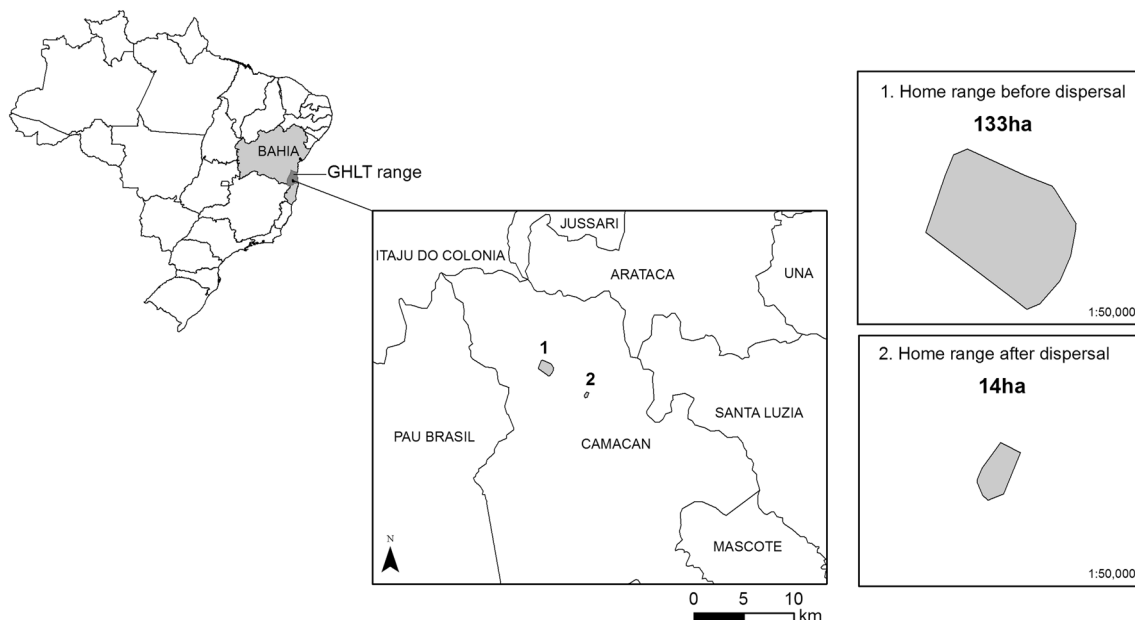 BAHIA
GHLT range
JUSSARI
ITAJU DO COLONIA
ARATACA
UNA
1
2
SANTA LUZIA
PAU BRASIL
CAMACAN
MASCOTE
N
0 5 10
km
1. Home range before dispersal
133ha
1:50,000
2. Home range after dispersal
14ha
1:50,000